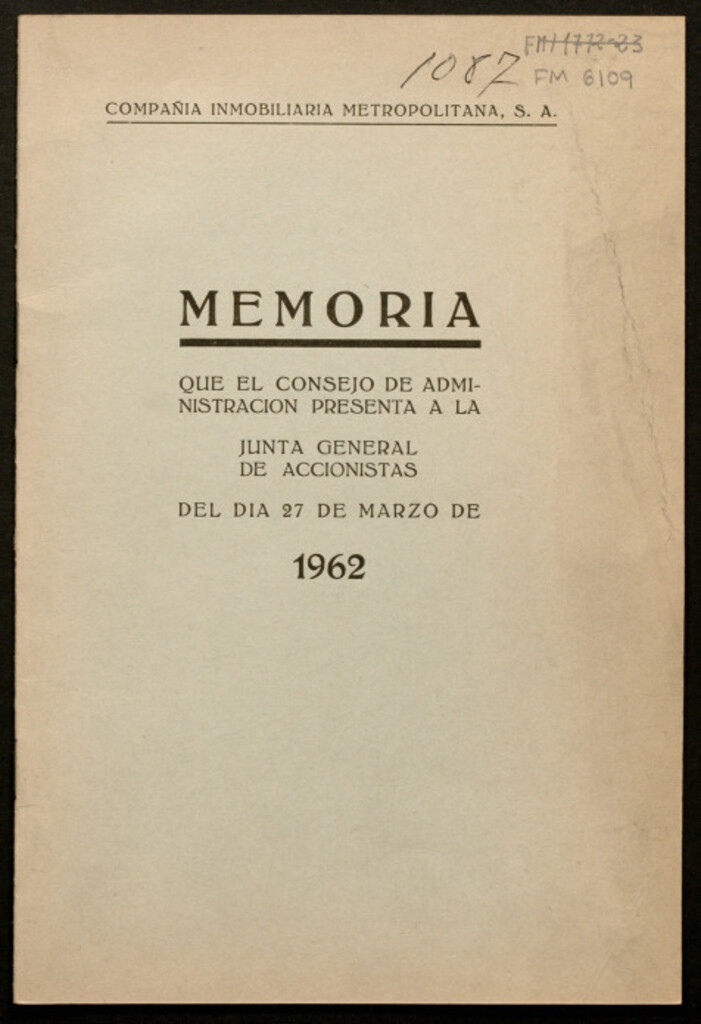 1087
FM 6109
COMPAÑIA INMOBILIARIA METROPOLITANA, S. A.
MEMORIA
QUE EL CONSEJO DE ADMI-
NISTRACION PRESENTA A LA
JUNTA GENERAL
DE ACCIONISTAS
DEL DIA 27 DE MARZO DE
1962